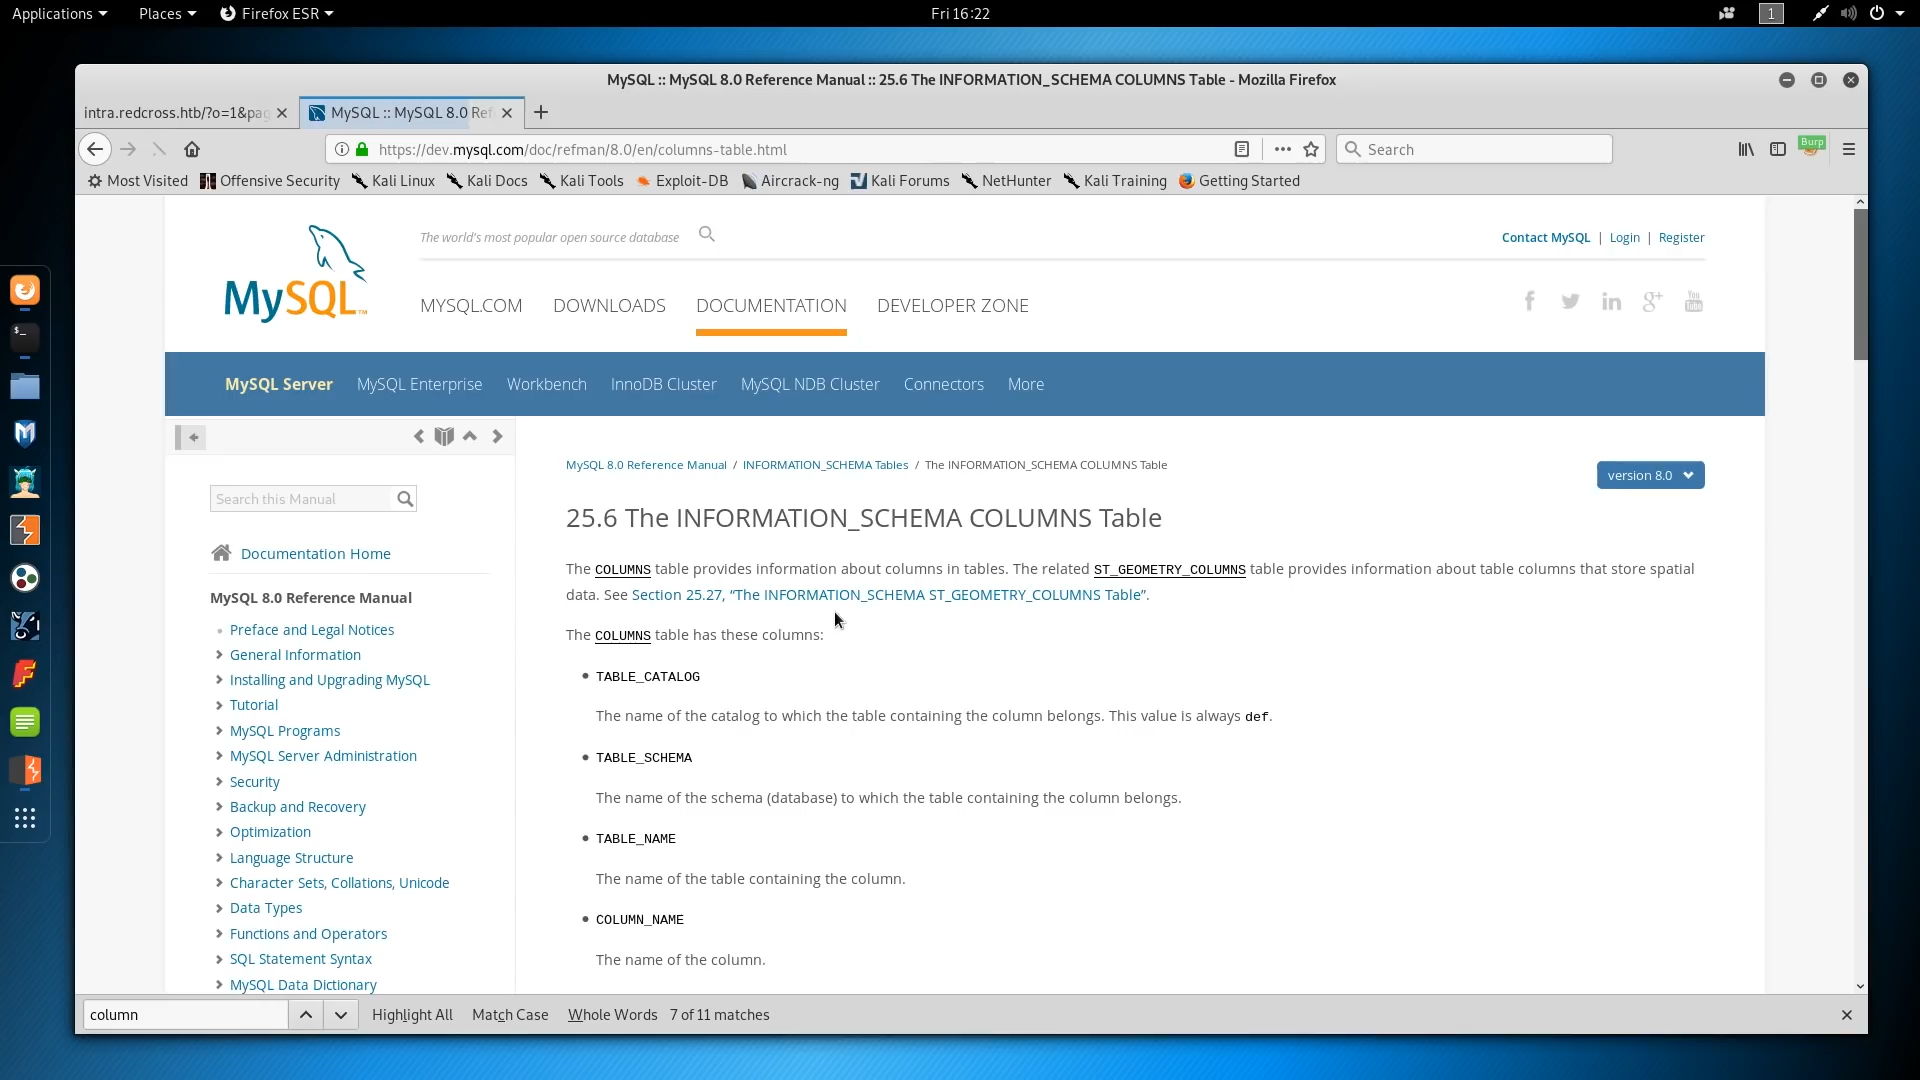 Applications Places Firefox ESR Fri 16:22 1
MySQL :: MySQL 8.0 Reference Manual :: 25.6 The INFORMATION_SCHEMA COLUMNS Table - Mozilla Firefox
intra.redcross.htb/?o=1&pag MySQL :: MySQL 8.0 Ref
https://dev.mysql.com/doc/refman/8.0/en/columns-table.html Search Burp
Most Visited Offensive Security Kali Linux Kali Docs Kali Tools Exploit-DB Aircrack-ng Kali Forums NetHunter Kali Training Getting Started
The world's most popular open source database
Contact MySQL | Login | Register
MySQL™
MYSQL.COM DOWNLOADS DOCUMENTATION DEVELOPER ZONE
MySQL Server MySQL Enterprise Workbench InnoDB Cluster MySQL NDB Cluster Connectors More
Search this Manual
Documentation Home
MySQL 8.0 Reference Manual
Preface and Legal Notices
General Information
Installing and Upgrading MySQL
Tutorial
MySQL Programs
MySQL Server Administration
Security
Backup and Recovery
Optimization
Language Structure
Character Sets, Collations, Unicode
Data Types
Functions and Operators
SQL Statement Syntax
MySQL Data Dictionary
MySQL 8.0 Reference Manual / INFORMATION_SCHEMA Tables / The INFORMATION_SCHEMA COLUMNS Table
version 8.0
25.6 The INFORMATION_SCHEMA COLUMNS Table
The COLUMNS table provides information about columns in tables. The related ST_GEOMETRY_COLUMNS table provides information about table columns that store spatial
data. See Section 25.27, “The INFORMATION_SCHEMA ST_GEOMETRY_COLUMNS Table”.
The COLUMNS table has these columns:
• TABLE_CATALOG
The name of the catalog to which the table containing the column belongs. This value is always def.
• TABLE_SCHEMA
The name of the schema (database) to which the table containing the column belongs.
• TABLE_NAME
The name of the table containing the column.
• COLUMN_NAME
The name of the column.
column Highlight All Match Case Whole Words 7 of 11 matches